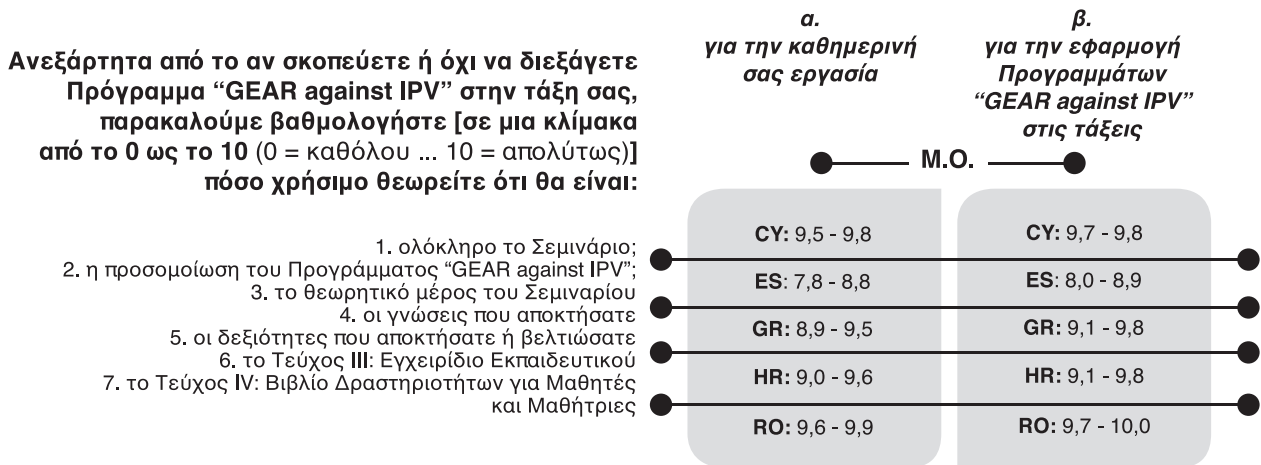 Ανεξάρτητα από το αν σκοπεύετε ή όχι να διεξάγετε
Πρόγραμμα “GEAR against IPV” στην τάξη σας,
παρακαλούμε βαθμολογήστε [σε μια κλίμακα
από το 0 ως το 10 (0 = καθόλου ... 10 = απολύτως)]
πόσο χρήσιμο θεωρείτε ότι θα είναι:
α.
για την καθημερινή
σας εργασία
β.
για την εφαρμογή
Προγραμμάτων
“GEAR against IPV”
στις τάξεις
Μ.Ο.
1. ολόκληρο το Σεμινάριο;
2. η προσομοίωση του Προγράμματος “GEAR against IPV”;
3. το θεωρητικό μέρος του Σεμιναρίου
4. οι γνώσεις που αποκτήσατε
5. οι δεξιότητες που αποκτήσατε ή βελτιώσατε
6. το Τεύχος ΙΙΙ: Εγχειρίδιο Εκπαιδευτικού
7. το Τεύχος IV: Βιβλίο Δραστηριοτήτων για Μαθητές
και Μαθήτριες
CY: 9,5 - 9,8
ES: 7,8 - 8,8
GR: 8,9 - 9,5
HR: 9,0 - 9,6
RO: 9,6 - 9,9
CY: 9,7 - 9,8
ES: 8,0 - 8,9
GR: 9,1 - 9,8
HR: 9,1 - 9,8
RO: 9,7 - 10,0